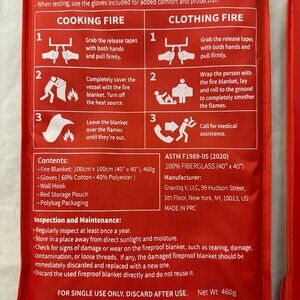 - When testing, use the gloves included for added comfort and protection.
COOKING FIRE
1
Grab the release tapes
with both hands
and pull firmly.
2
Completely cover the
vessel with the fire
blanket. Turn off
the heat source.
3
Leave the blanket
over the flames
until they're out.
CLOTHING FIRE
1
Grab the release tapes
with both hands
and pull firmly.
2
Wrap the person with
the fire blanket, lay
and roll to the ground
to completely smother
the flames.
3
Call for medical
assistance.
Contents:
• Fire Blanket: 100cm x 100cm (40" x 40"), 460g
• Gloves (60% Cotton • 40% Polyester)
• Wall Hook
• Red Storage Pouch
• Polybag Packaging
ASTM F1989-05 (2020)
100% FIBERGLASS (40" x 40")
Manufacturer:
Gravitiq V, LLC, 99 Hudson Street,
5th Floor, New York, NY, 10013, US
MADE IN PRC
Inspection and Maintenance:
• Regularly inspect at least once a year.
• Store in a place away from direct sunlight and moisture.
• Check for signs of damage or wear on the fireproof blanket, such as tearing, damage,
contamination, or loose threads. If any, the damaged fireproof blanket should be
immediately discarded and replaced with a new one.
• Discard the used fireproof blanket directly and do not reuse it.
FOR SINGLE USE ONLY, DISCARD AFTER USE.
Net Wt. 460g